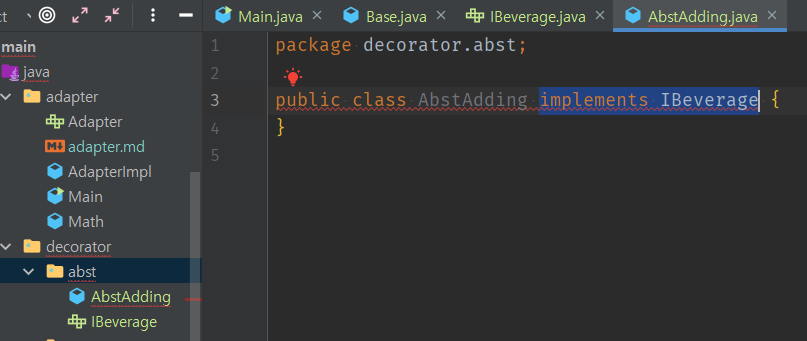 ct
Main.java
Base.java
IBeverage.java
AbstAdding.java
main
java
adapter
Adapter
adapter.md
AdapterImpl
Main
Math
decorator
abst
AbstAdding
IBeverage
1 package decorator.abst;
2
3 public class AbstAdding implements IBeverage {
4 }
5